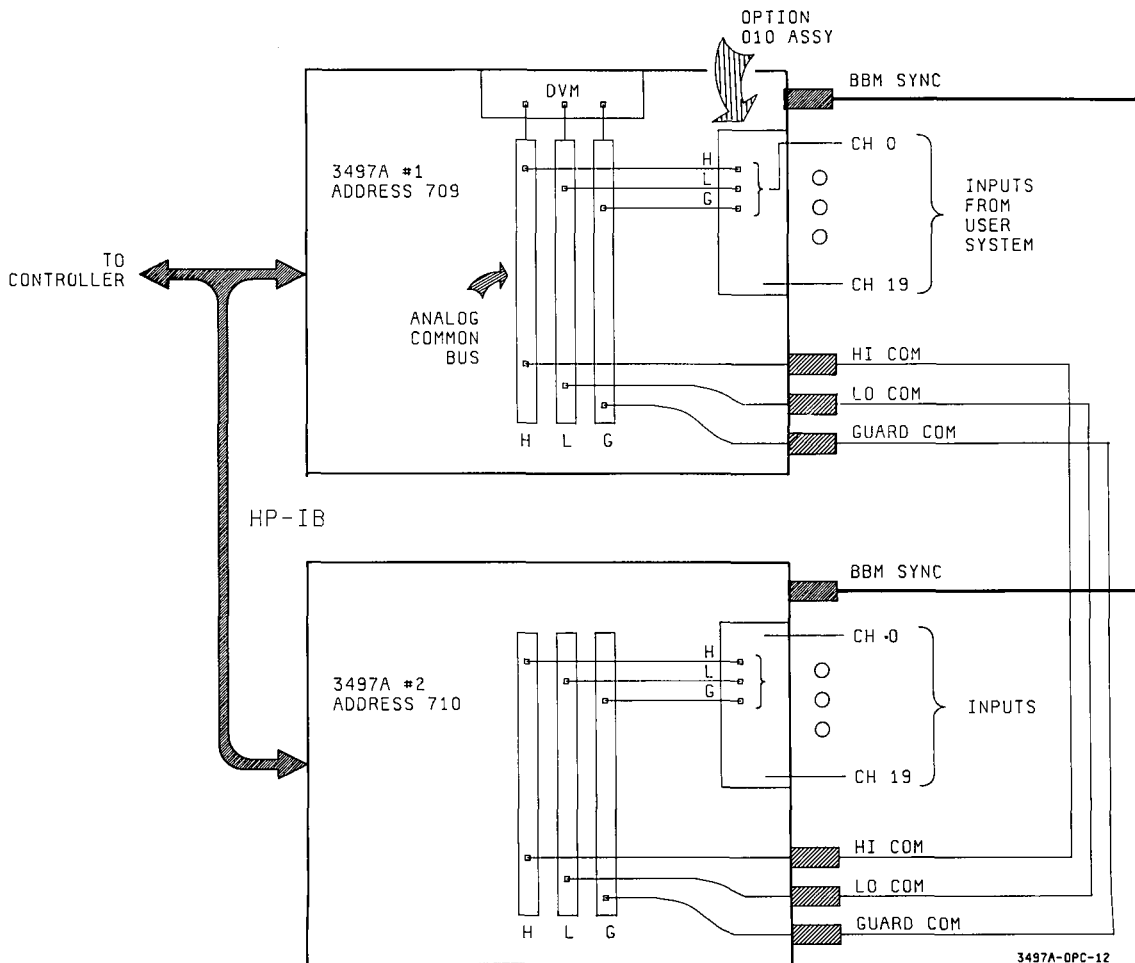 OPTION
010 ASSY
DVM
BBM SYNC
3497A #1
ADDRESS 709
H
L
G
CH 0
INPUTS
FROM
USER
SYSTEM
CH 19
TO
CONTROLLER
ANALOG
COMMON
BUS
HI COM
LO COM
GUARD COM
H L G
HP-IB
BBM SYNC
3497A #2
ADDRESS 710
H
L
G
CH 0
INPUTS
CH 19
HI COM
LO COM
GUARD COM
H L G
3497A-OPC-12